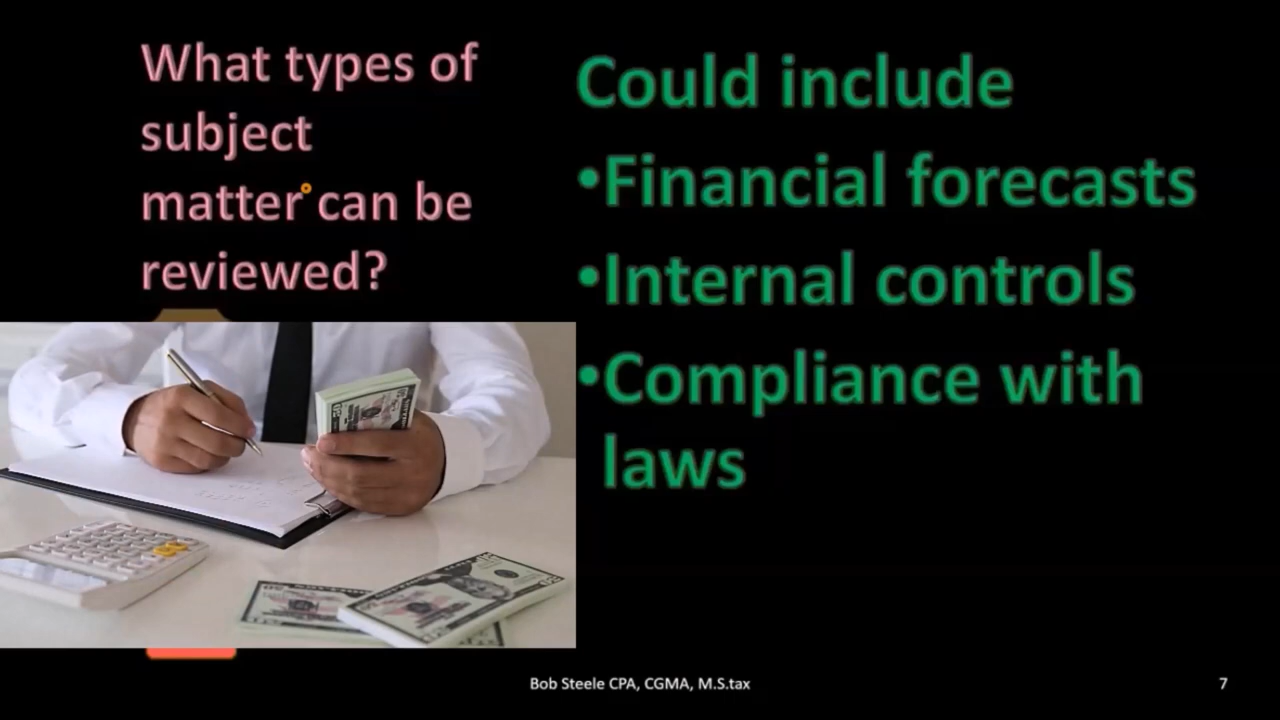 What types of
subject
matter can be
reviewed?
Could include
•Financial forecasts
•Internal controls
•Compliance with
laws
Bob Steele CPA, CGMA, M.S.tax
7